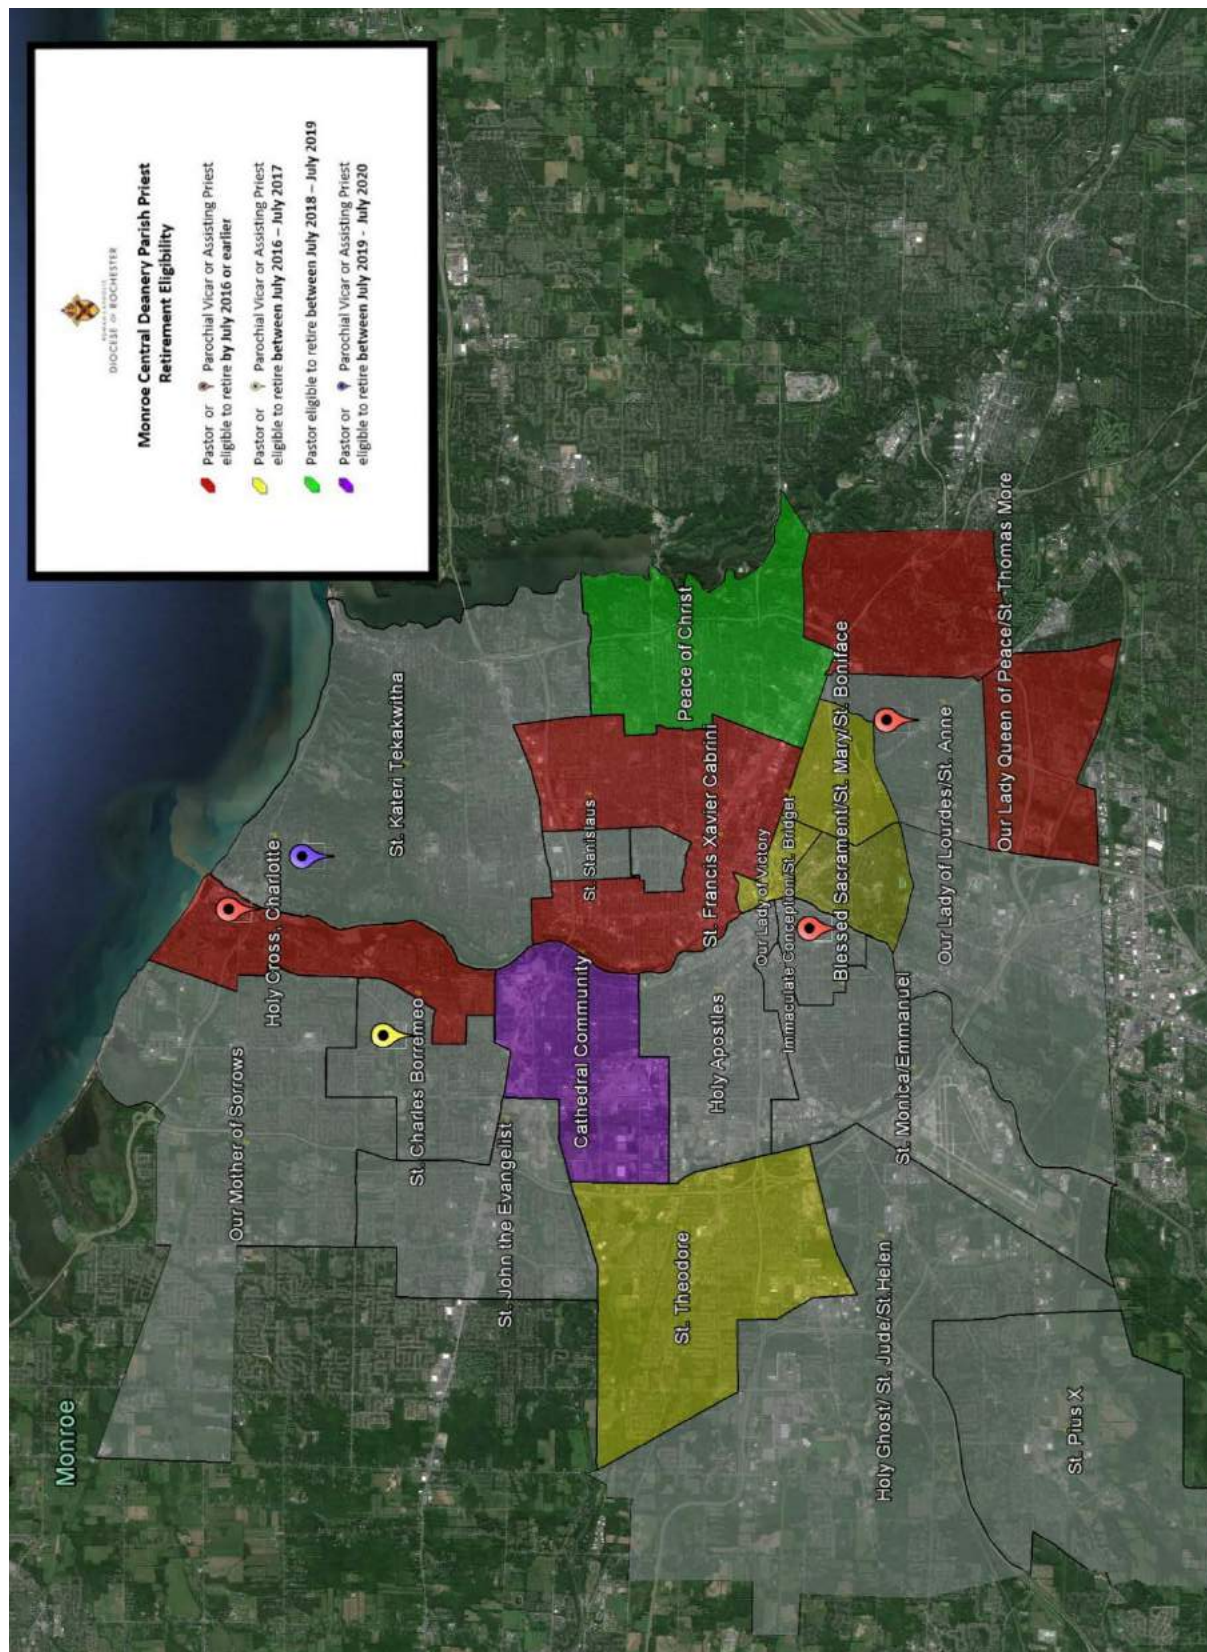 ROMAN CATHOLIC
DIOCESE OF ROCHESTER
Monroe Central Deanery Parish Priest
Retirement Eligibility
Pastor or Parochial Vicar or Assisting Priest
eligible to retire by July 2016 or earlier
Pastor or Parochial Vicar or Assisting Priest
eligible to retire between July 2016 – July 2017
Pastor eligible to retire between July 2018 – July 2019
Pastor or Parochial Vicar or Assisting Priest
eligible to retire between July 2019 - July 2020
Monroe
Our Mother of Sorrows
Holy Cross, Charlotte
St. Kateri Tekakwitha
St. Charles Borremeo
St. John the Evangelist
Cathedral Community
St. Stanislaus
Peace of Christ
St. Theodore
Holy Apostles
St. Francis Xavier Cabrini
Our Lady of Victory
Immaculate Conception/St. Bridget
Blessed Sacrament/St. Mary/St. Boniface
Holy Ghost/ St. Jude/St.Helen
St. Monica/Emmanuel
Our Lady of Lourdes/St. Anne
Our Lady Queen of Peace/St. Thomas More
St. Pius X